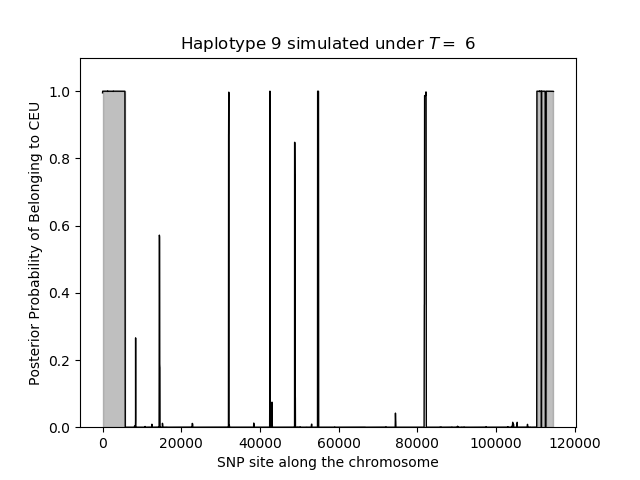 Haplotype 9 simulated under T = 6
Posterior Probability of Belonging to CEU
1.0
0.8
0.6
0.4
0.2
0.0
0 20000 40000 60000 80000 100000 120000
SNP site along the chromosome